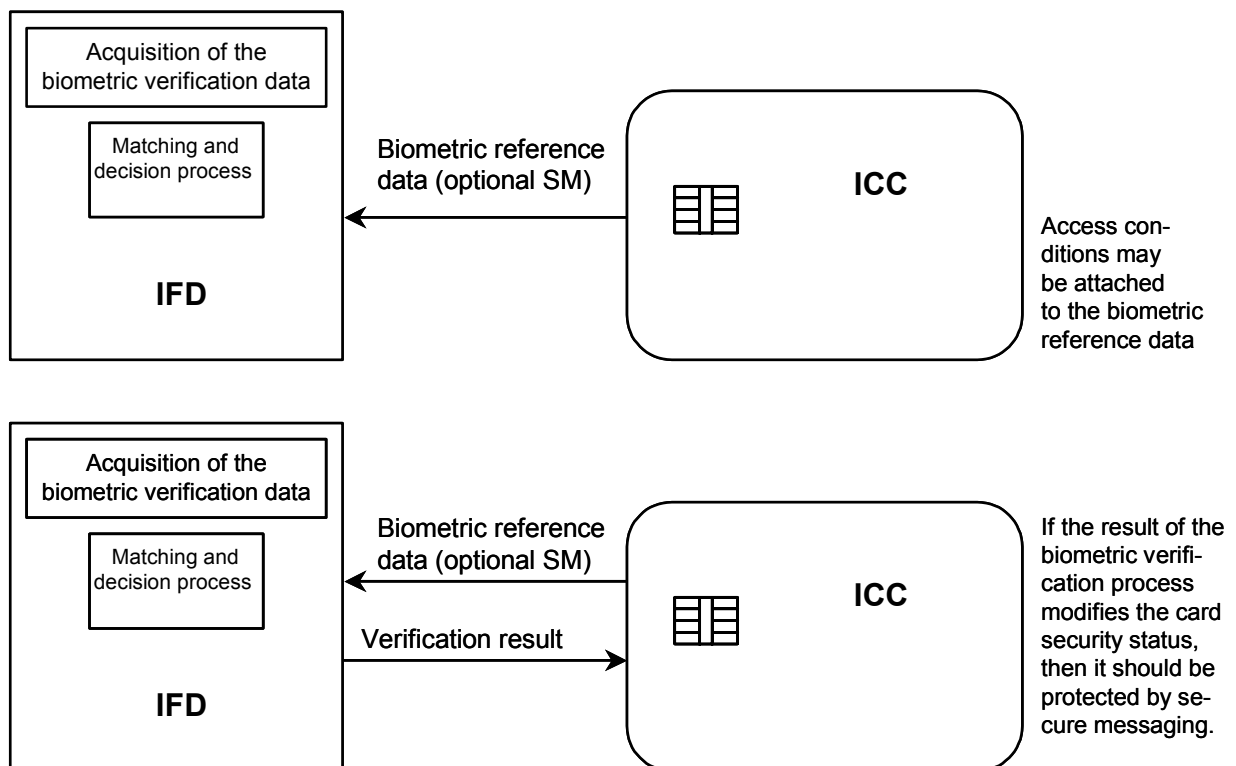 Acquisition of the
biometric verification data
Matching and
decision process
IFD
Biometric reference
data (optional SM)
ICC
Access con-
ditions may
be attached
to the biometric
reference data
Acquisition of the
biometric verification data
Matching and
decision process
IFD
Biometric reference
data (optional SM)
Verification result
ICC
If the result of the
biometric verifi-
cation process
modifies the card
security status,
then it should be
protected by se-
cure messaging.